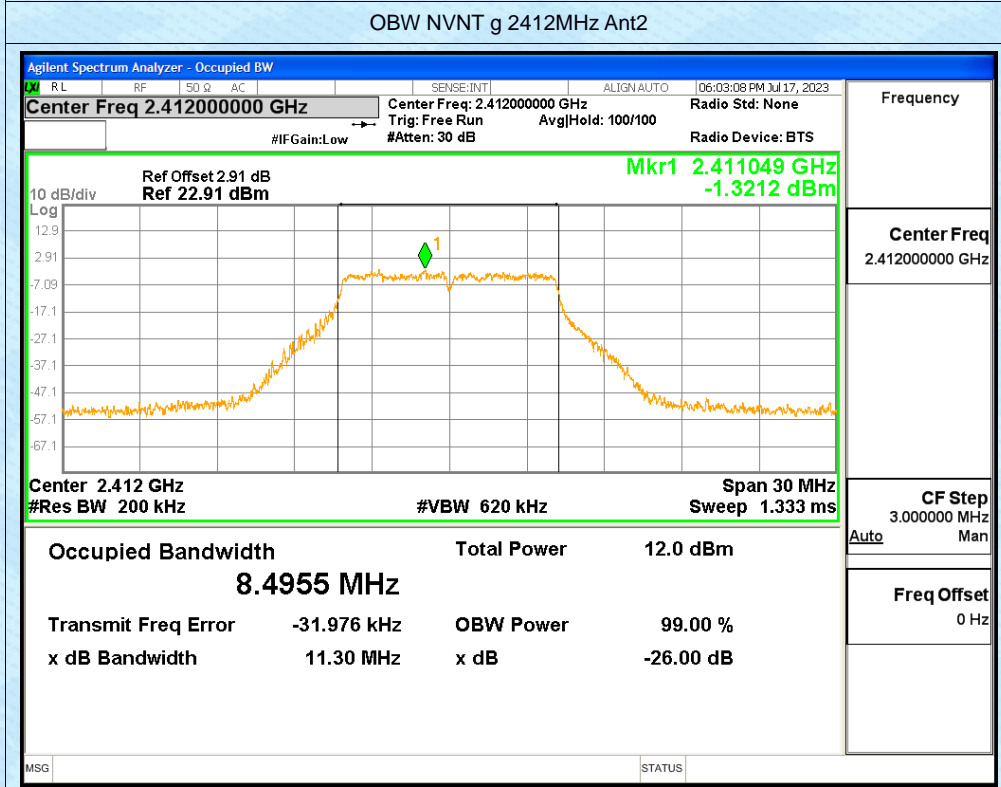 OBW NVNT g 2412MHz Ant2
Agilent Spectrum Analyzer - Occupied BW
LXI RL RF 50 Ω AC SENSE:INT ALIGN AUTO 06:03:08 PM Jul 17, 2023
Center Freq 2.412000000 GHz
Center Freq: 2.412000000 GHz Radio Std: None
Trig: Free Run Avg|Hold: 100/100
#IFGain:Low #Atten: 30 dB Radio Device: BTS
Frequency
Mkr1 2.411049 GHz
-1.3212 dBm
Ref Offset 2.91 dB
10 dB/div Ref 22.91 dBm
Log
12.9
2.91
-7.09
-17.1
-27.1
-37.1
-47.1
-57.1
-67.1
1
Center 2.412 GHz Span 30 MHz
#Res BW 200 kHz #VBW 620 kHz Sweep 1.333 ms
Center Freq
2.412000000 GHz
CF Step
3.000000 MHz
Auto Man
Freq Offset
0 Hz
Occupied Bandwidth Total Power 12.0 dBm
8.4955 MHz
Transmit Freq Error -31.976 kHz OBW Power 99.00 %
x dB Bandwidth 11.30 MHz x dB -26.00 dB
MSG STATUS